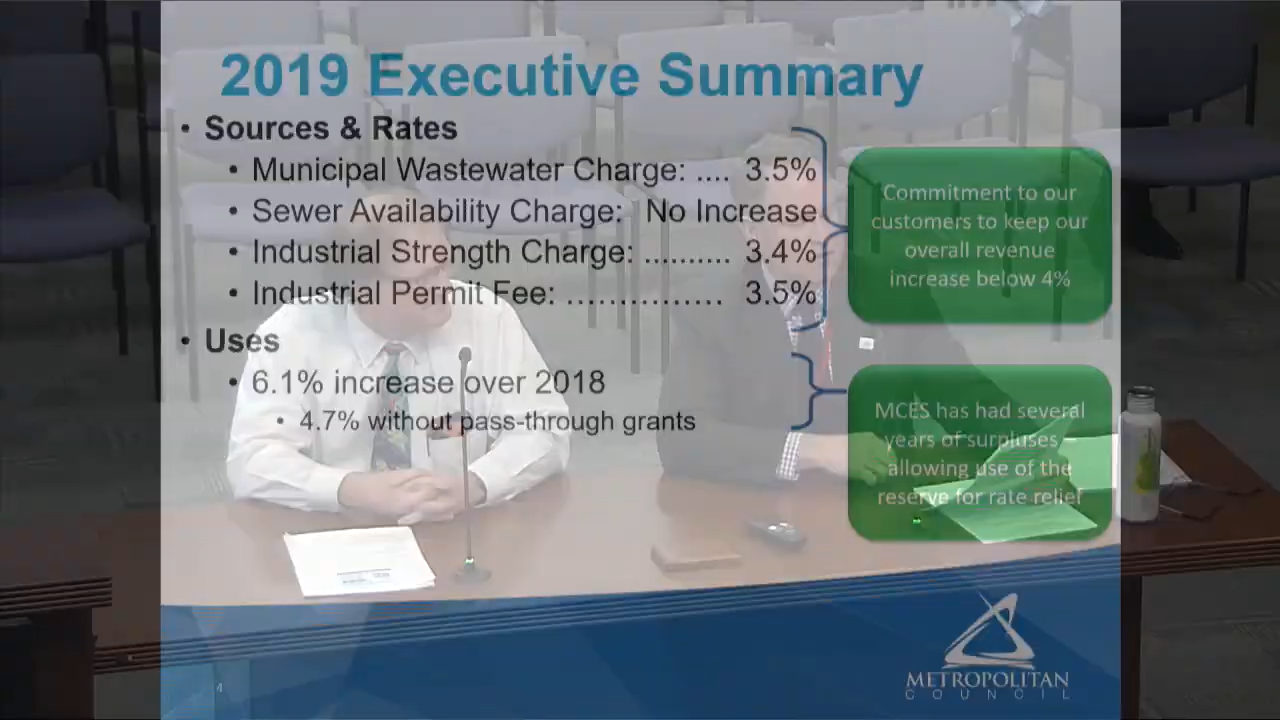 2019 Executive Summary
• Sources & Rates
• Municipal Wastewater Charge: .... 3.5%
• Sewer Availability Charge: No Increase
• Industrial Strength Charge: .......... 3.4%
• Industrial Permit Fee: ............... 3.5%
Commitment to our
customers to keep our
overall revenue
increase below 4%
• Uses
• 6.1% increase over 2018
• 4.7% without pass-through grants
MCES has had several
years of surpluses –
allowing use of the
reserve for rate relief
4
METROPOLITAN
COUNCIL